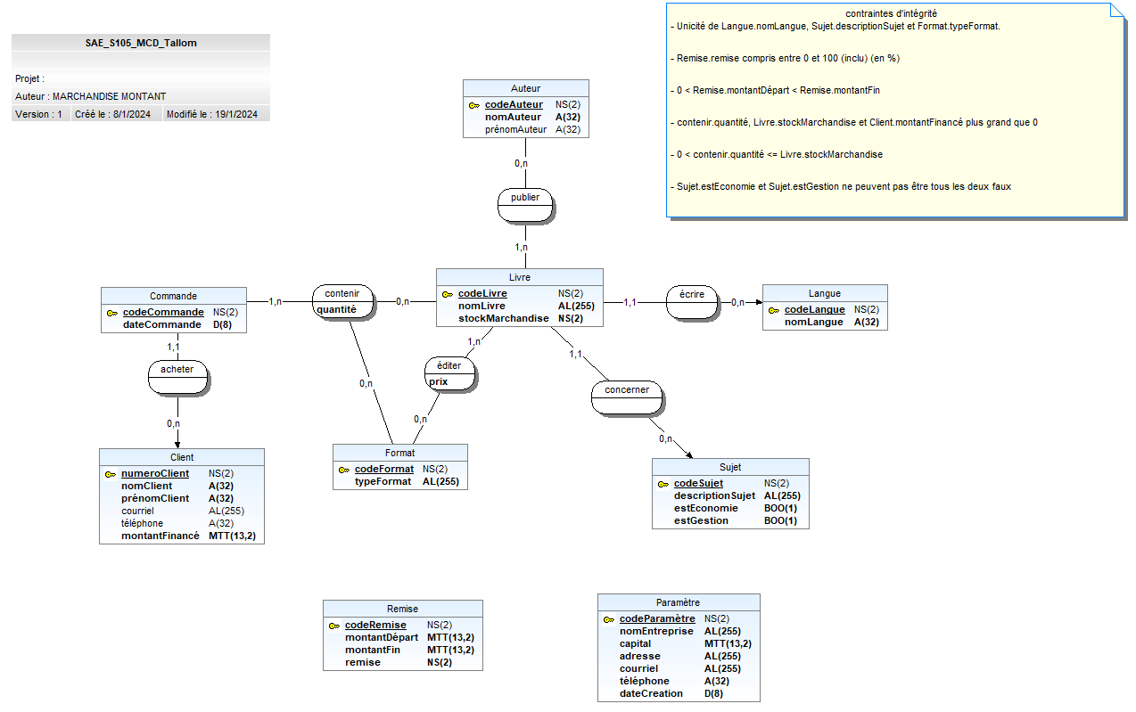 SAE_S105_MCD_Tallom
Projet :
Auteur : MARCHANDISE MONTANT
Version : 1 Créé le : 8/1/2024 Modifié le : 19/1/2024
contraintes d'intégrité
- Unicité de Langue.nomLangue, Sujet.descriptionSujet et Format.typeFormat.
- Remise.remise compris entre 0 et 100 (inclu) (en %)
- 0 < Remise.montantDépart < Remise.montantFin
- contenir.quantité, Livre.stockMarchandise et Client.montantFinancé plus grand que 0
- 0 < contenir.quantité <= Livre.stockMarchandise
- Sujet.estEconomie et Sujet.estGestion ne peuvent pas être tous les deux faux
Auteur
codeAuteur NS(2)
nomAuteur A(32)
prénomAuteur A(32)
0,n
publier
1,n
Livre
codeLivre NS(2)
nomLivre AL(255)
stockMarchandise NS(2)
Commande
codeCommande NS(2)
dateCommande D(8)
1,n
contenir
quantité
0,n
0,n
1,1
écrire
0,n
Langue
codeLangue NS(2)
nomLangue A(32)
1,1
acheter
0,n
1,n
éditer
prix
0,n
1,1
concerner
0,n
Client
numeroClient NS(2)
nomClient A(32)
prénomClient A(32)
courriel AL(255)
téléphone A(32)
montantFinancé MTT(13,2)
Format
codeFormat NS(2)
typeFormat AL(255)
Sujet
codeSujet NS(2)
descriptionSujet AL(255)
estEconomie BOO(1)
estGestion BOO(1)
Remise
codeRemise NS(2)
montantDépart MTT(13,2)
montantFin MTT(13,2)
remise NS(2)
Paramètre
codeParamètre NS(2)
nomEntreprise AL(255)
capital MTT(13,2)
adresse AL(255)
courriel AL(255)
téléphone A(32)
dateCreation D(8)